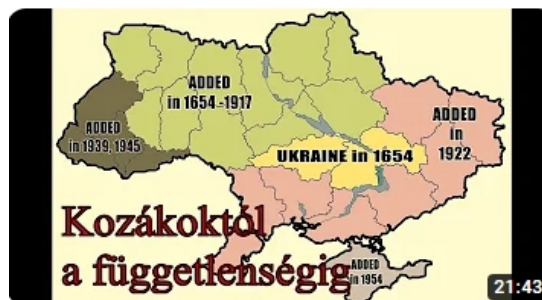 ADDED
in 1654-1917
ADDED
in 1939, 1945
UKRAINE in 1654
ADDED
in
1922
Kozákoktól
a függetlenségig
ADDED
in 1954
21:43